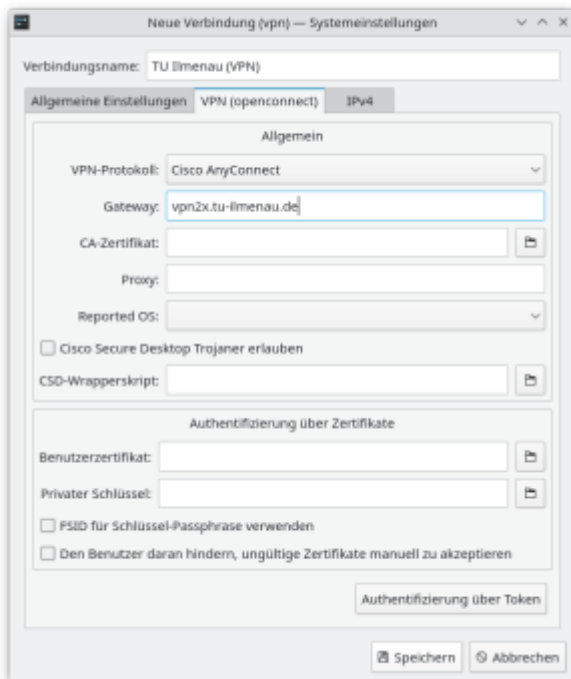 Neue Verbindung (vpn) — Systemeinstellungen
Verbindungsname: TU Ilmenau (VPN)
Allgemeine Einstellungen VPN (openconnect) IPv4
Allgemein
VPN-Protokoll: Cisco AnyConnect
Gateway: vpn2x.tu-ilmenau.de
CA-Zertifikat:
Proxy:
Reported OS:
Cisco Secure Desktop Trojaner erlauben
CSD-Wrapperskript:
Authentifizierung über Zertifikate
Benutzerzertifikat:
Privater Schlüssel:
FSID für Schlüssel-Passphrase verwenden
Den Benutzer daran hindern, ungültige Zertifikate manuell zu akzeptieren
Authentifizierung über Token
Speichern Abbrechen